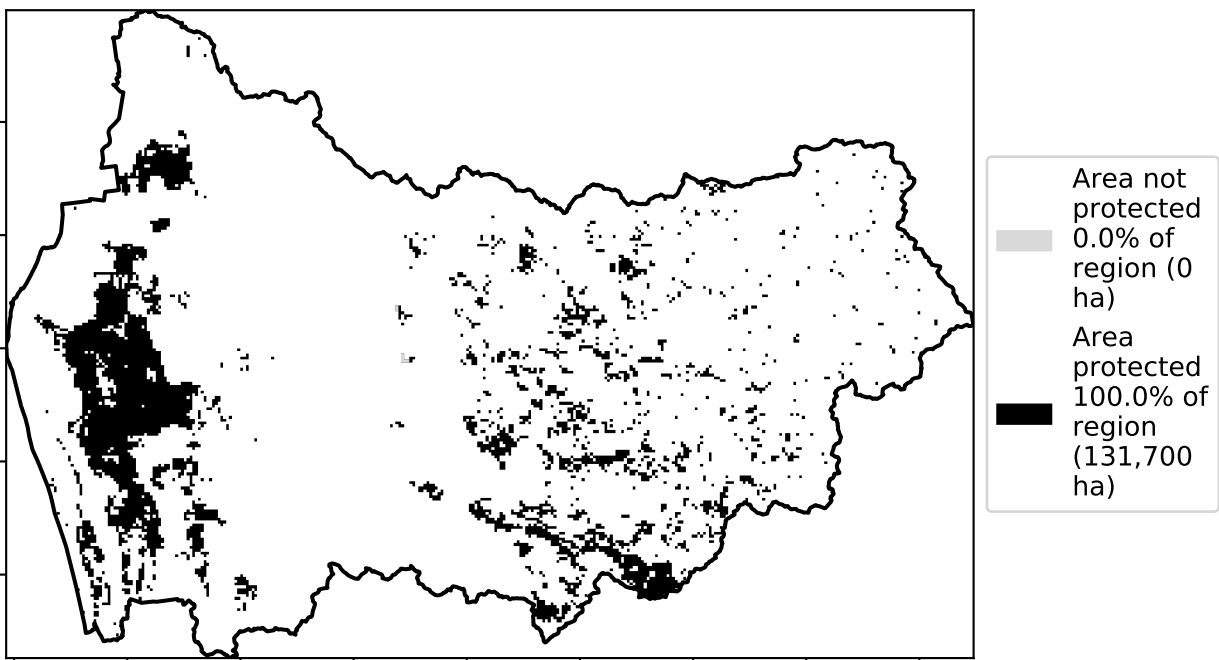 Area not
protected
0.0% of
region (0
ha)
Area
protected
100.0% of
region
(131,700
ha)